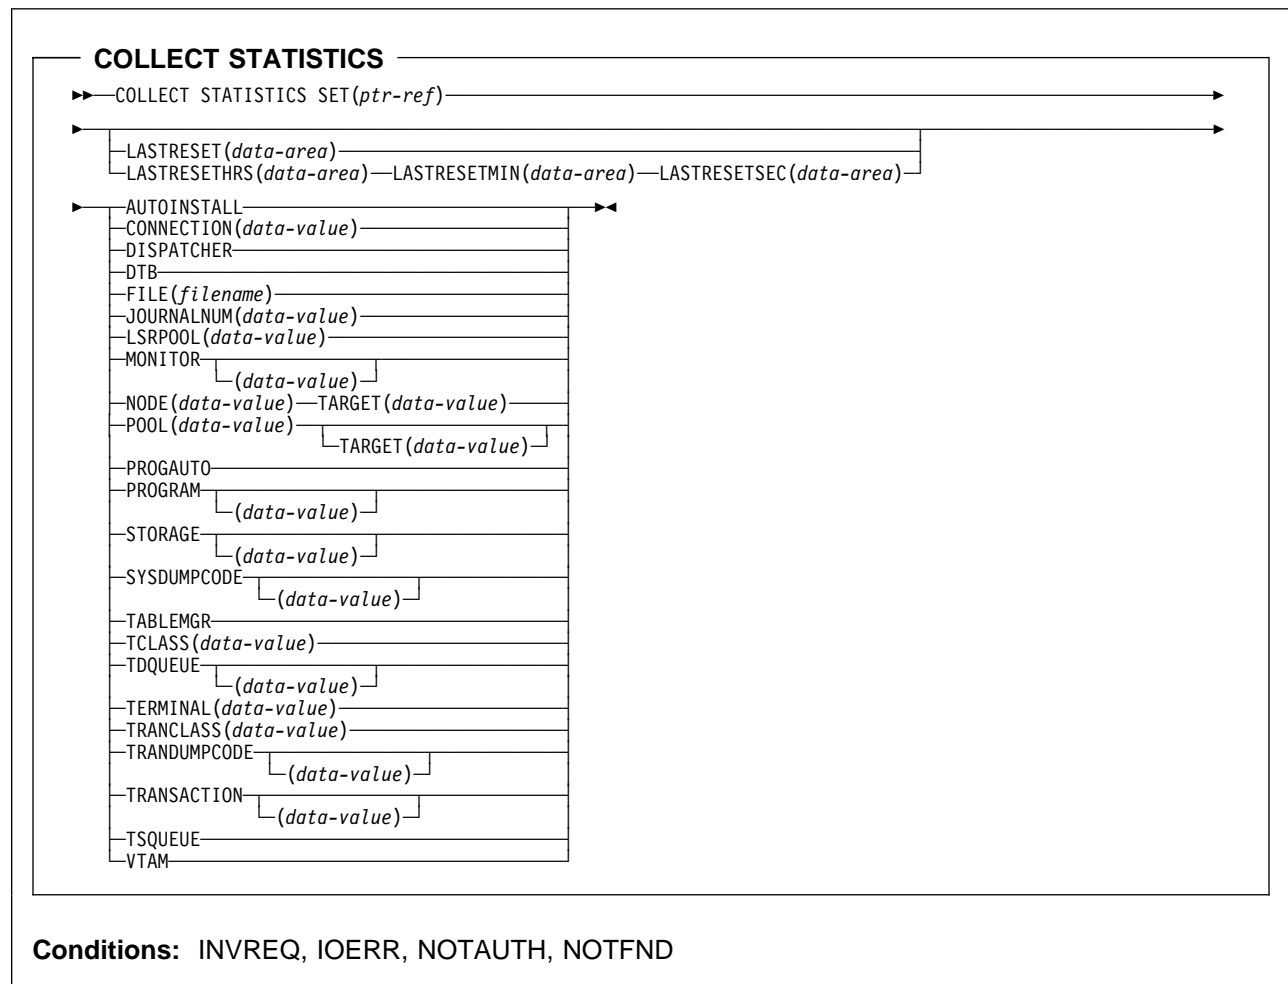 COLLECT STATISTICS
COLLECT STATISTICS SET(ptr-ref)
LASTRESET(data-area)
LASTRESETHRS(data-area) LASTRESETMIN(data-area) LASTRESETSEC(data-area)
AUTOINSTALL
CONNECTION(data-value)
DISPATCHER
DTB
FILE(filename)
JOURNALNUM(data-value)
LSRPOOL(data-value)
MONITOR
(data-value)
NODE(data-value) TARGET(data-value)
POOL(data-value)
TARGET(data-value)
PROGAUTO
PROGRAM
(data-value)
STORAGE
(data-value)
SYSDUMPCODE
(data-value)
TABLEMGR
TCLASS(data-value)
TDQUEUE
(data-value)
TERMINAL(data-value)
TRANCLASS(data-value)
TRANDUMPCODE
(data-value)
TRANSACTION
(data-value)
TSQUEUE
VTAM
Conditions: INVREQ, IOERR, NOTAUTH, NOTFND